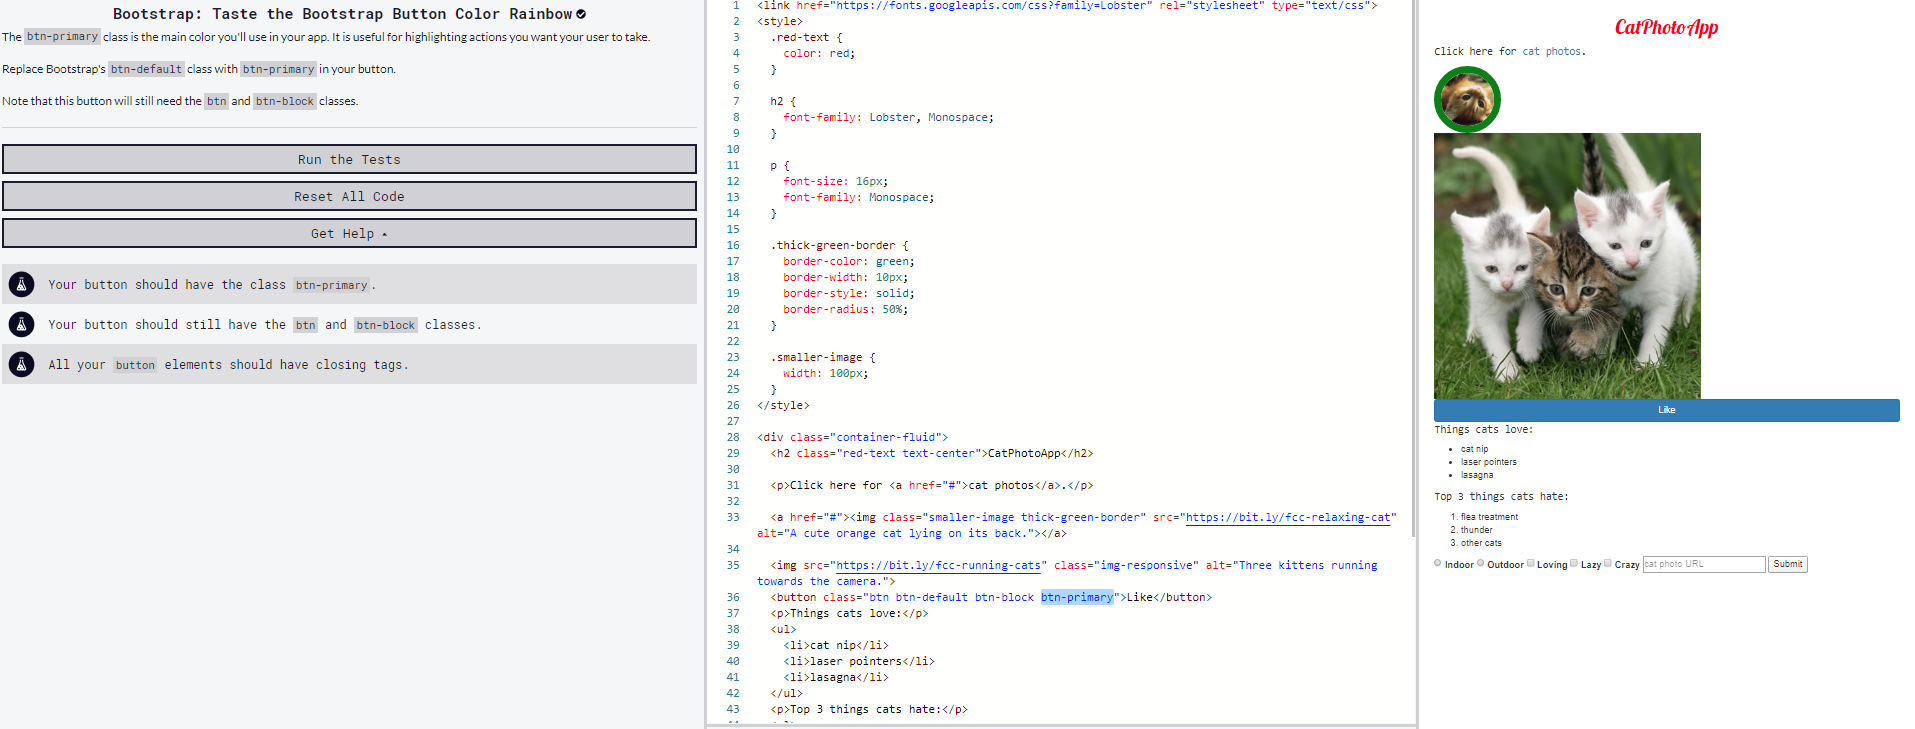 Bootstrap: Taste the Bootstrap Button Color Rainbow
The btn-primary class is the main color you'll use in your app. It is useful for highlighting actions you want your user to take.
Replace Bootstrap's btn-default class with btn-primary in your button.
Note that this button will still need the btn and btn-block classes.
Run the Tests
Reset All Code
Get Help
Your button should have the class btn-primary.
Your button should still have the btn and btn-block classes.
All your button elements should have closing tags.
1 <link href="https://fonts.googleapis.com/css?family=Lobster" rel="stylesheet" type="text/css">
2 <style>
3 .red-text {
4 color: red;
5 }
6
7 h2 {
8 font-family: Lobster, Monospace;
9 }
10
11 p {
12 font-size: 16px;
13 font-family: Monospace;
14 }
15
16 .thick-green-border {
17 border-color: green;
18 border-width: 10px;
19 border-style: solid;
20 border-radius: 50%;
21 }
22
23 .smaller-image {
24 width: 100px;
25 }
26 </style>
27
28 <div class="container-fluid">
29 <h2 class="red-text text-center">CatPhotoApp</h2>
30
31 <p>Click here for <a href="#">cat photos</a>.</p>
32
33 <a href="#"><img class="smaller-image thick-green-border" src="https://bit.ly/fcc-relaxing-cat"
alt="A cute orange cat lying on its back."></a>
34
35 <img src="https://bit.ly/fcc-running-cats" class="img-responsive" alt="Three kittens running
towards the camera.">
36 <button class="btn btn-default btn-block btn-primary">Like</button>
37 <p>Things cats love:</p>
38 <ul>
39 <li>cat nip</li>
40 <li>laser pointers</li>
41 <li>lasagna</li>
42 </ul>
43 <p>Top 3 things cats hate:</p>
CatPhotoApp
Click here for cat photos.
Like
Things cats love:
• cat nip
• laser pointers
• lasagna
Top 3 things cats hate:
1. flea treatment
2. thunder
3. other cats
Indoor Outdoor Loving Lazy Crazy cat photo URL Submit